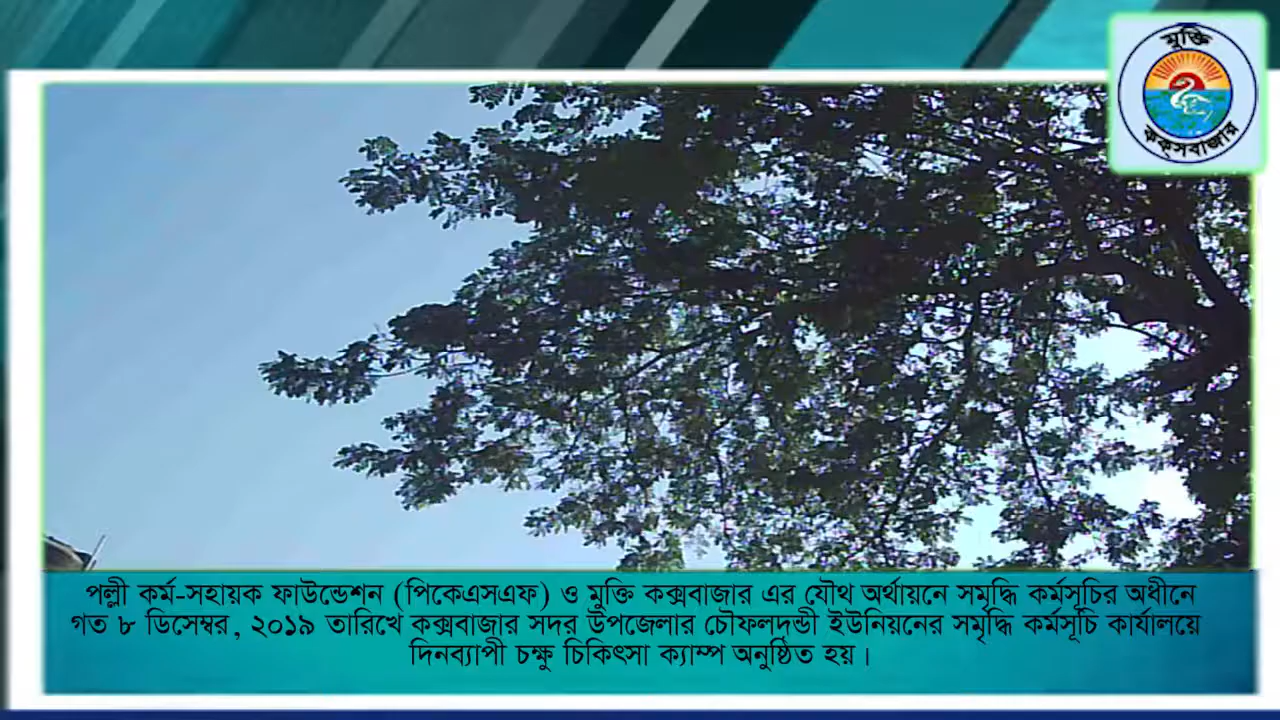 মুক্তি
কক্সবাজার
পল্লী কর্ম-সহায়ক ফাউন্ডেশন (পিকেএসএফ) ও মুক্তি কক্সবাজার এর যৌথ অর্থায়নে সমৃদ্ধি কর্মসূচির অধীনে
গত ৮ ডিসেম্বর, ২০১৯ তারিখে কক্সবাজার সদর উপজেলার চৌফলদন্ডী ইউনিয়নের সমৃদ্ধি কর্মসূচি কার্যালয়ে
দিনব্যাপী চক্ষু চিকিৎসা ক্যাম্প অনুষ্ঠিত হয়।